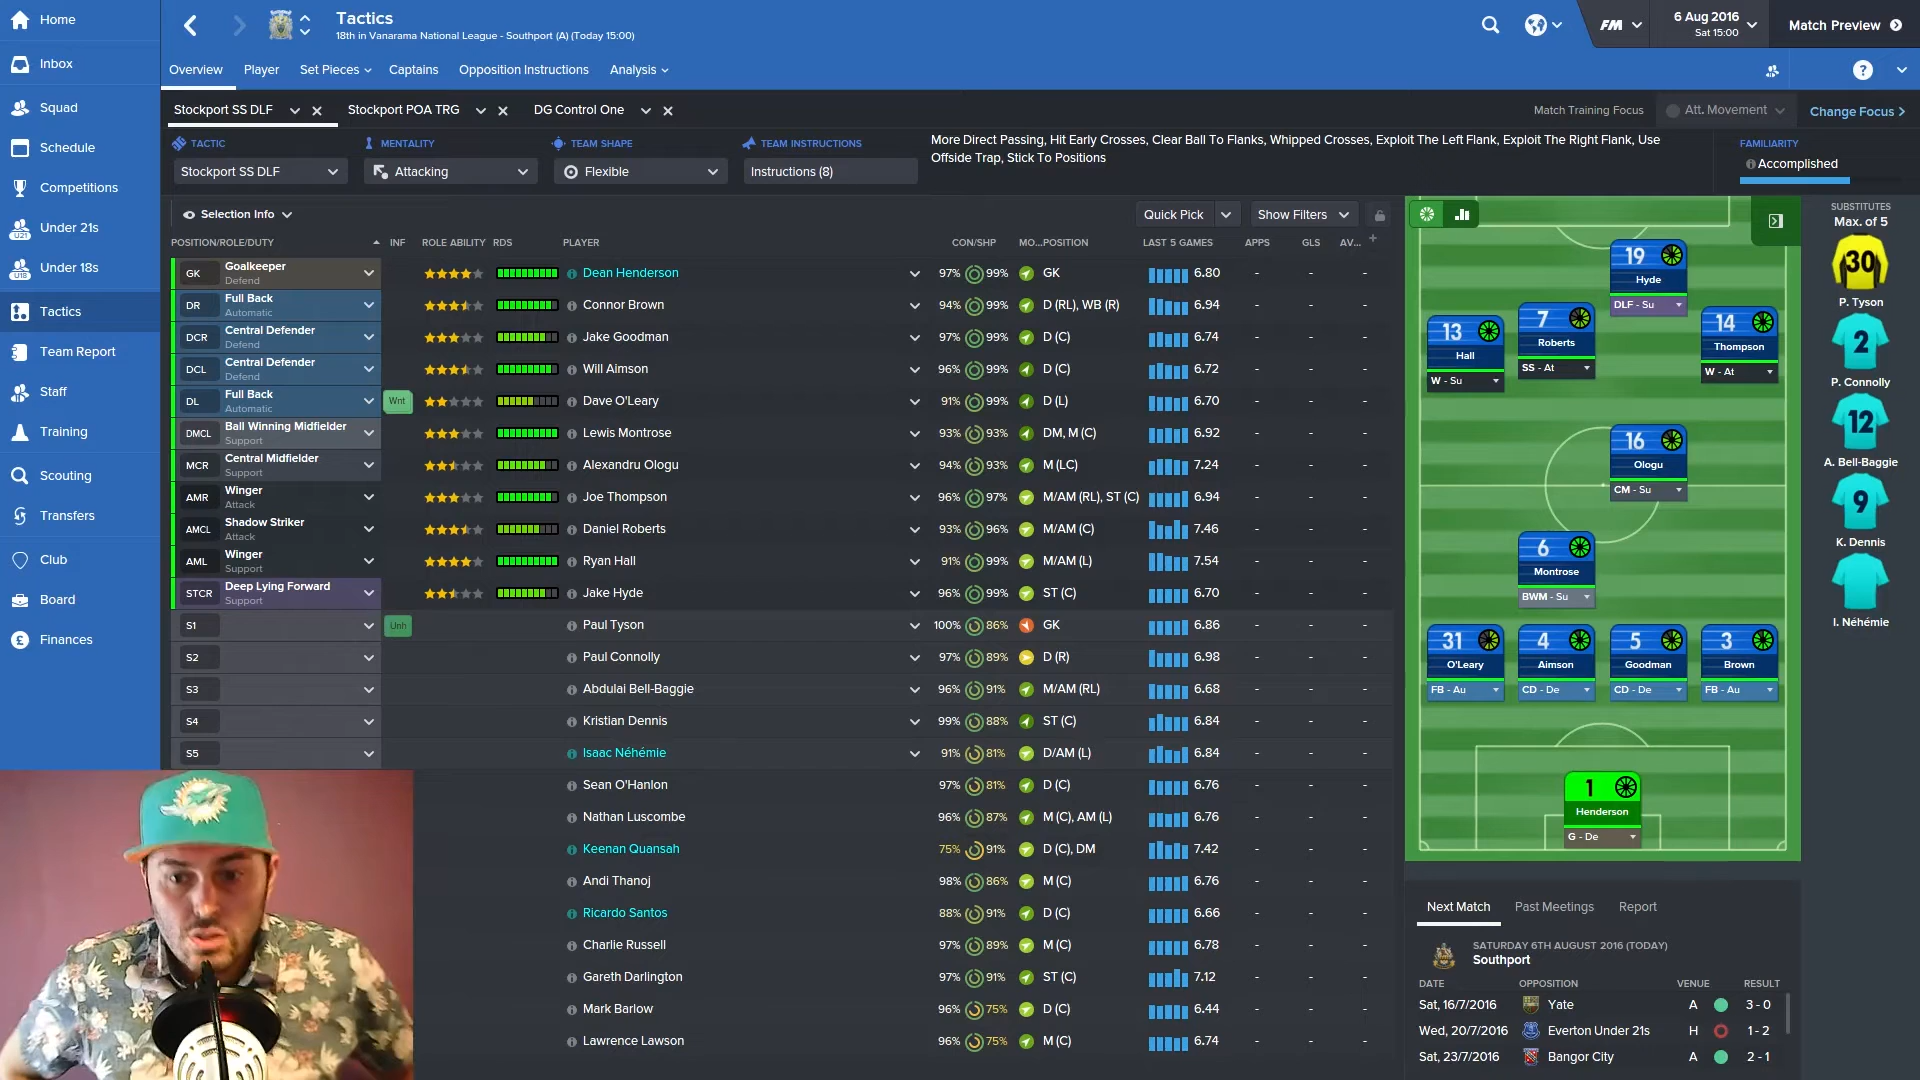 Home
Inbox
Squad
Schedule
Competitions
Under 21s
Under 18s
Tactics
Team Report
Staff
Training
Scouting
Transfers
Club
Board
Finances
Tactics
18th in Vanarama National League - Southport (A) (Today 15:00)
FM
6 Aug 2016
Sat 15:00
Match Preview
Overview Player Set Pieces Captains Opposition Instructions Analysis
Stockport SS DLF Stockport POA TRG DG Control One
Match Training Focus Att. Movement Change Focus >
TACTIC MENTALITY TEAM SHAPE TEAM INSTRUCTIONS
Stockport SS DLF Attacking Flexible Instructions (8)
More Direct Passing, Hit Early Crosses, Clear Ball To Flanks, Whipped Crosses, Exploit The Left Flank, Exploit The Right Flank, Use
Offside Trap, Stick To Positions
FAMILIARITY
Accomplished
Selection Info Quick Pick Show Filters
POSITION/ROLE/DUTY INF ROLE ABILITY RDS PLAYER CON/SHP MO... POSITION LAST 5 GAMES APPS GLS AV...
GK Goalkeeper Defend Dean Henderson 97% 99% GK 6.80 - - -
DR Full Back Automatic Connor Brown 94% 99% D (RL), WB (R) 6.94 - - -
DCR Central Defender Defend Jake Goodman 97% 99% D (C) 6.74 - - -
DCL Central Defender Defend Will Aimson 96% 99% D (C) 6.72 - - -
DL Full Back Automatic Wnt Dave O'Leary 91% 99% D (L) 6.70 - - -
DMCL Ball Winning Midfielder Support Lewis Montrose 93% 93% DM, M (C) 6.92 - - -
MCR Central Midfielder Support Alexandru Ologu 94% 93% M (LC) 7.24 - - -
AMR Winger Attack Joe Thompson 96% 97% M/AM (RL), ST (C) 6.94 - - -
AMCL Shadow Striker Attack Daniel Roberts 93% 96% M/AM (C) 7.46 - - -
AML Winger Support Ryan Hall 91% 99% M/AM (L) 7.54 - - -
STCR Deep Lying Forward Support Jake Hyde 96% 99% ST (C) 6.70 - - -
S1 Unh Paul Tyson 100% 86% GK 6.86 - - -
S2 Paul Connolly 97% 89% D (R) 6.98 - - -
S3 Abdulai Bell-Baggie 96% 91% M/AM (RL) 6.68 - - -
S4 Kristian Dennis 99% 88% ST (C) 6.84 - - -
S5 Isaac Néhémie 91% 81% D/AM (L) 6.84 - - -
Sean O'Hanlon 97% 81% D (C) 6.76 - - -
Nathan Luscombe 96% 87% M (C), AM (L) 6.76 - - -
Keenan Quansah 75% 91% D (C), DM 7.42 - - -
Andi Thanoj 98% 86% M (C) 6.76 - - -
Ricardo Santos 88% 91% D (C) 6.66 - - -
Charlie Russell 97% 89% M (C) 6.78 - - -
Gareth Darlington 97% 91% ST (C) 7.12 - - -
Mark Barlow 96% 75% D (C) 6.44 - - -
Lawrence Lawson 96% 75% M (C) 6.74 - - -
19
Hyde
DLF - Su
13 7 14
Hall Roberts Thompson
W - Su SS - At W - At
16
Ologu
CM - Su
6
Montrose
BWM - Su
31 4 5 3
O'Leary Aimson Goodman Brown
FB - Au CD - De CD - De FB - Au
1
Henderson
G - De
SUBSTITUTES
Max. of 5
30
P. Tyson
2
P. Connolly
12
A. Bell-Baggie
9
K. Dennis
I. Néhémie
Next Match Past Meetings Report
SATURDAY 6TH AUGUST 2016 (TODAY)
Southport
DATE OPPOSITION VENUE RESULT
Sat, 16/7/2016 Yate A 3 - 0
Wed, 20/7/2016 Everton Under 21s H 1 - 2
Sat, 23/7/2016 Bangor City A 2 - 1